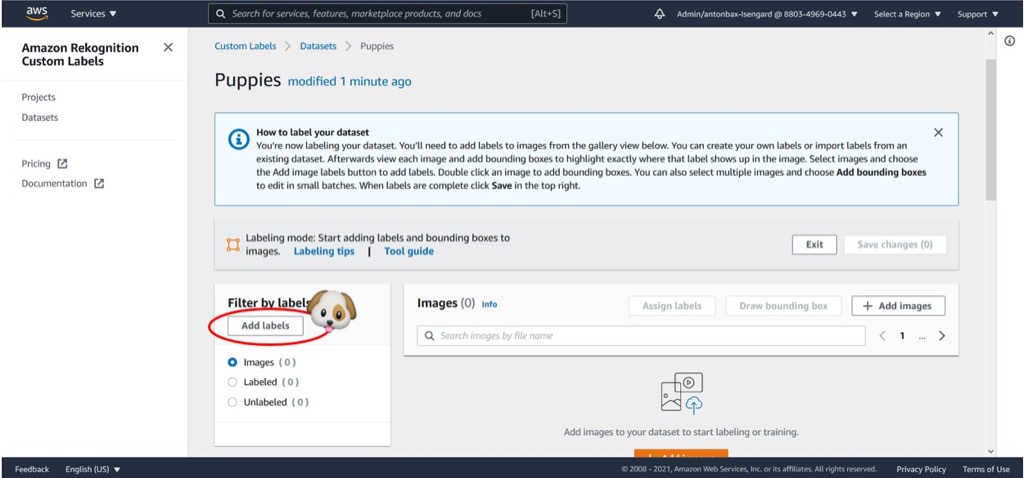 aws
Services
Search for services, features, marketplace products, and docs [Alt+S]
Admin/antonbax-Isengard @ 8803-4969-0443
Select a Region
Support
Amazon Rekognition
Custom Labels
Projects
Datasets
Pricing
Documentation
Custom Labels > Datasets > Puppies
Puppies modified 1 minute ago
How to label your dataset
You're now labeling your dataset. You'll need to add labels to images from the gallery view below. You can create your own labels or import labels from an
existing dataset. Afterwards view each image and add bounding boxes to highlight exactly where that label shows up in the image. Select images and choose
the Add image labels button to add labels. Double click an image to add bounding boxes. You can also select multiple images and choose Add bounding boxes
to edit in small batches. When labels are complete click Save in the top right.
Labeling mode: Start adding labels and bounding boxes to
images. Labeling tips | Tool guide
Exit
Save changes (0)
Filter by labels
Add labels
Images (0)
Labeled (0)
Unlabeled (0)
Images (0) Info
Assign labels
Draw bounding box
+ Add images
Search images by file name
< 1 ... >
Add images to your dataset to start labeling or training.
Feedback
English (US)
© 2008 - 2021, Amazon Web Services, Inc. or its affiliates. All rights reserved.
Privacy Policy
Terms of Use